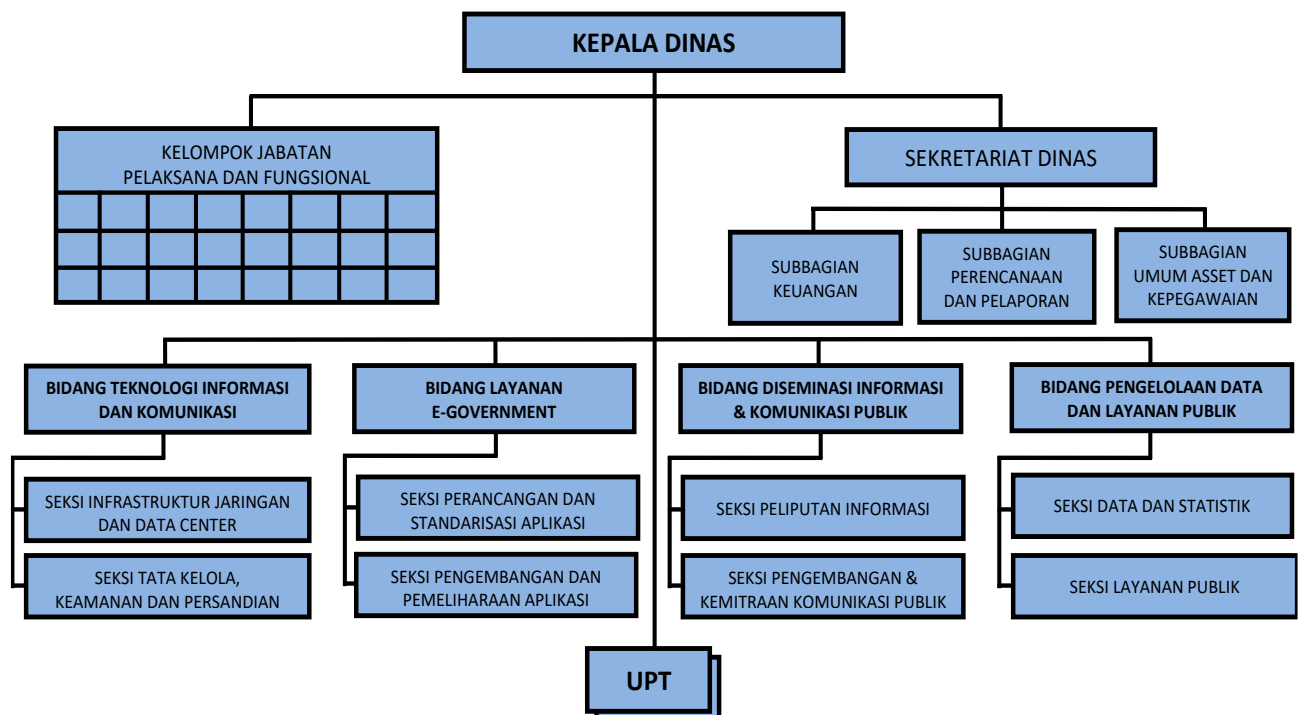 KEPALA DINAS
KELOMPOK JABATAN
PELAKSANA DAN FUNGSIONAL
SEKRETARIAT DINAS
SUBBAGIAN
KEUANGAN
SUBBAGIAN
PERENCANAAN
DAN PELAPORAN
SUBBAGIAN
UMUM ASSET DAN
KEPEGAWAIAN
BIDANG TEKNOLOGI INFORMASI
DAN KOMUNIKASI
BIDANG LAYANAN
E-GOVERNMENT
BIDANG DISEMINASI INFORMASI
& KOMUNIKASI PUBLIK
BIDANG PENGELOLAAN DATA
DAN LAYANAN PUBLIK
SEKSI INFRASTRUKTUR JARINGAN
DAN DATA CENTER
SEKSI PERANCANGAN DAN
STANDARISASI APLIKASI
SEKSI PELIPUTAN INFORMASI
SEKSI DATA DAN STATISTIK
SEKSI TATA KELOLA,
KEAMANAN DAN PERSANDIAN
SEKSI PENGEMBANGAN DAN
PEMELIHARAAN APLIKASI
SEKSI PENGEMBANGAN &
KEMITRAAN KOMUNIKASI PUBLIK
SEKSI LAYANAN PUBLIK
UPT